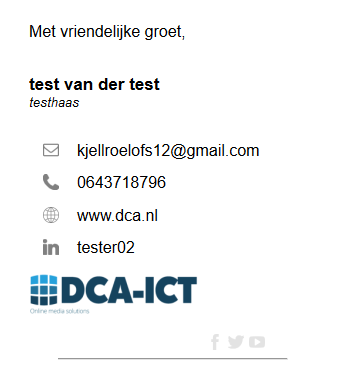 Met vriendelijke groet,
test van der test
testhaas
kjellroelofs12@gmail.com
0643718796
www.dca.nl
in tester02
DCA-ICT
Online media solutions